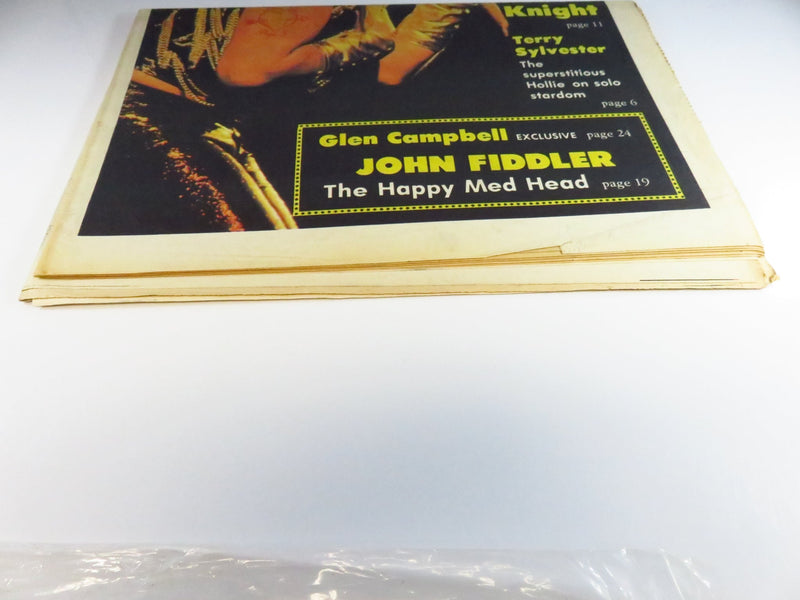 Knight
page 11
Terry
Sylvester
The
superstitious
Hollie on solo
stardom
page 6
Glen Campbell EXCLUSIVE page 24
JOHN FIDDLER
The Happy Med Head page 19